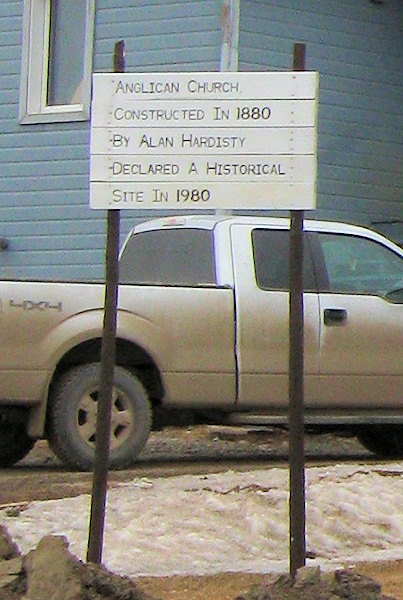 Anglican Church,
Constructed In 1880
By Alan Hardisty
Declared A Historical
Site In 1980
4x4